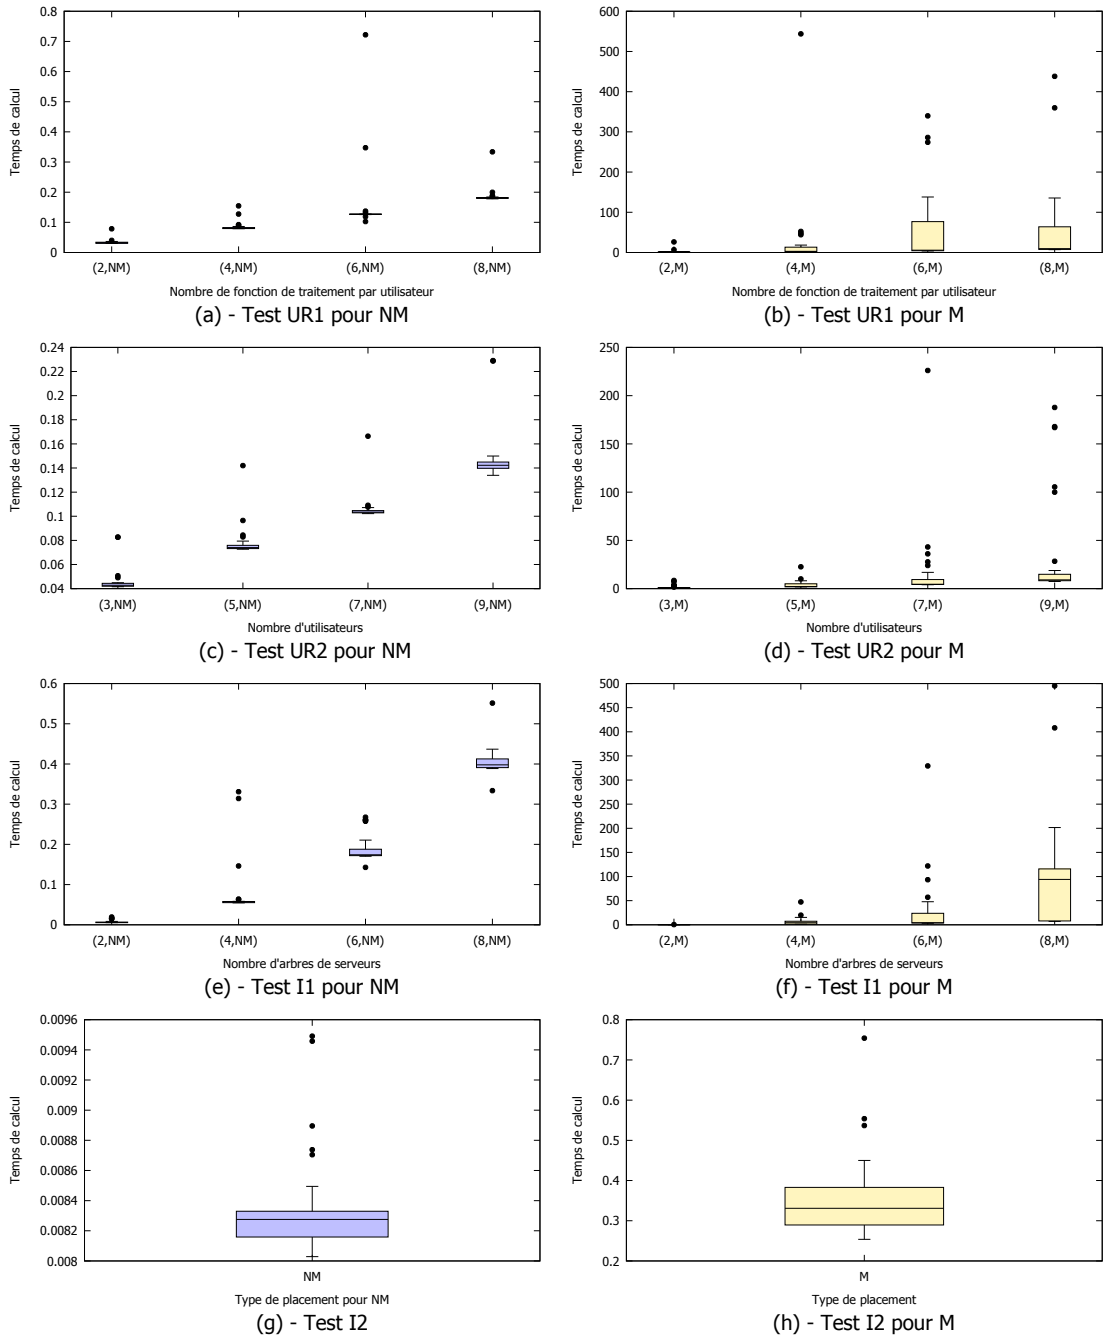 0.8
0.7
0.6
0.5
0.4
0.3
0.2
0.1
0
Temps de calcul
(2,NM) (4,NM) (6,NM) (8,NM)
Nombre de fonction de traitement par utilisateur
(a) - Test UR1 pour NM
600
500
400
300
200
100
0
Temps de calcul
(2,M) (4,M) (6,M) (8,M)
Nombre de fonction de traitement par utilisateur
(b) - Test UR1 pour M
0.24
0.22
0.2
0.18
0.16
0.14
0.12
0.1
0.08
0.06
0.04
Temps de calcul
(3,NM) (5,NM) (7,NM) (9,NM)
Nombre d'utilisateurs
(c) - Test UR2 pour NM
250
200
150
100
50
0
Temps de calcul
(3,M) (5,M) (7,M) (9,M)
Nombre d'utilisateurs
(d) - Test UR2 pour M
0.6
0.5
0.4
0.3
0.2
0.1
0
Temps de calcul
(2,NM) (4,NM) (6,NM) (8,NM)
Nombre d'arbres de serveurs
(e) - Test I1 pour NM
500
450
400
350
300
250
200
150
100
50
0
Temps de calcul
(2,M) (4,M) (6,M) (8,M)
Nombre d'arbres de serveurs
(f) - Test I1 pour M
0.0096
0.0094
0.0092
0.009
0.0088
0.0086
0.0084
0.0082
0.008
Temps de calcul
NM
Type de placement pour NM
(g) - Test I2
0.8
0.7
0.6
0.5
0.4
0.3
0.2
Temps de calcul
M
Type de placement
(h) - Test I2 pour M